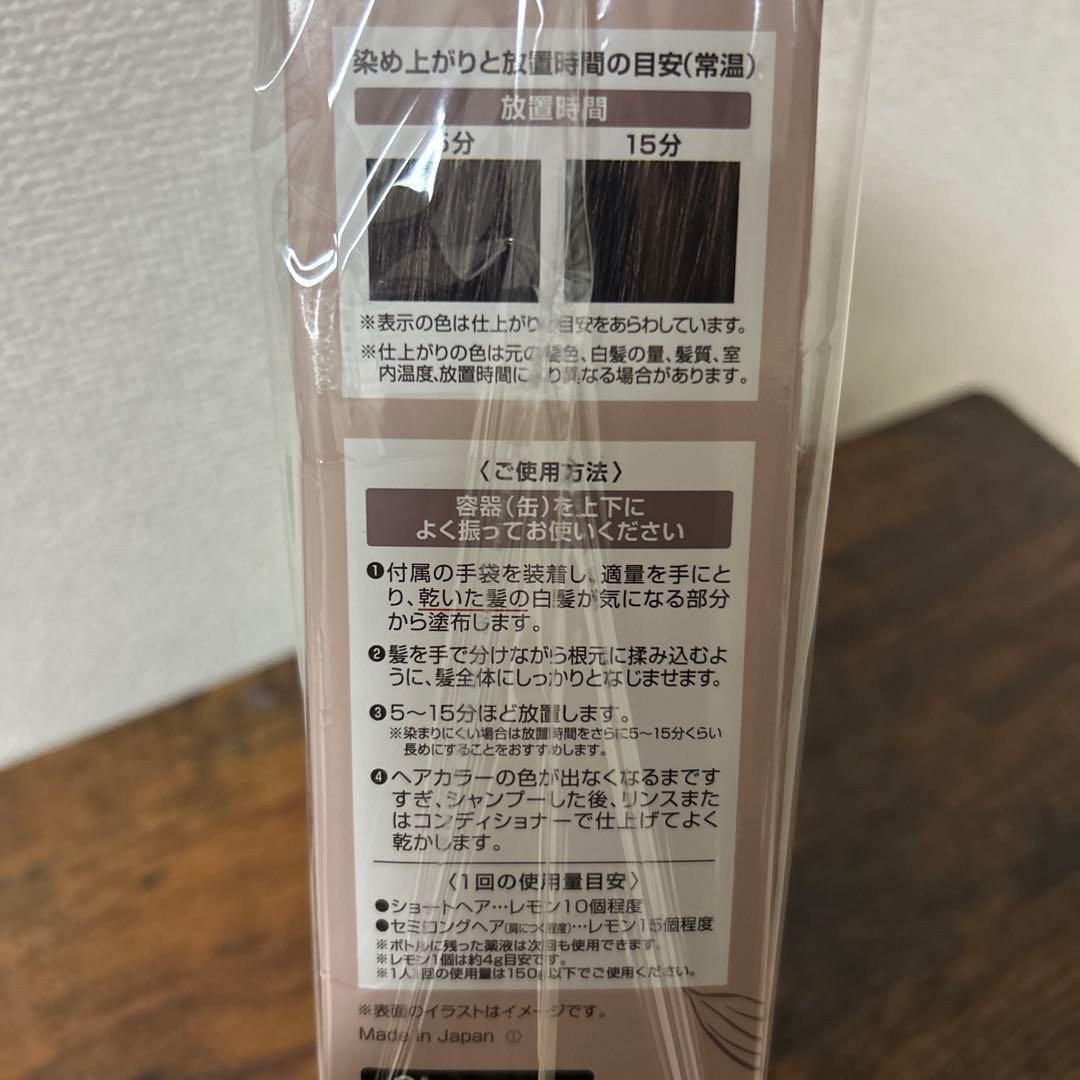 染め上がりと放置時間の目安(常温)
放置時間
5分 15分
※表示の色は仕上がりの目安をあらわしています。
※仕上がりの色は元の髪色、白髪の量、髪質、室
内温度、放置時間により異なる場合があります。
〈ご使用方法〉
容器(缶)を上下に
よく振ってお使いください
❶付属の手袋を装着し、適量を手にと
り、乾いた髪の白髪が気になる部分
から塗布します。
❷髪を手で分けながら根元に揉み込むよ
うに、髪全体にしっかりとなじませます。
❸5〜15分ほど放置します。
※染まりにくい場合は放置時間をさらに5〜15分くらい
長めにすることをおすすめします。
❹ヘアカラーの色が出なくなるまです
すぎ、シャンプーした後、リンスまた
はコンディショナーで仕上げてよく
乾かします。
〈1回の使用量目安〉
●ショートヘア…レモン10個程度
●セミロングヘア(肩につく程度)…レモン15個程度
※ボトルに残った薬液は次回も使用できます。
※レモン1個は約4g目安です。
※1人1回の使用量は150g以下でご使用ください。
※表面のイラストはイメージです。
Made in Japan ①